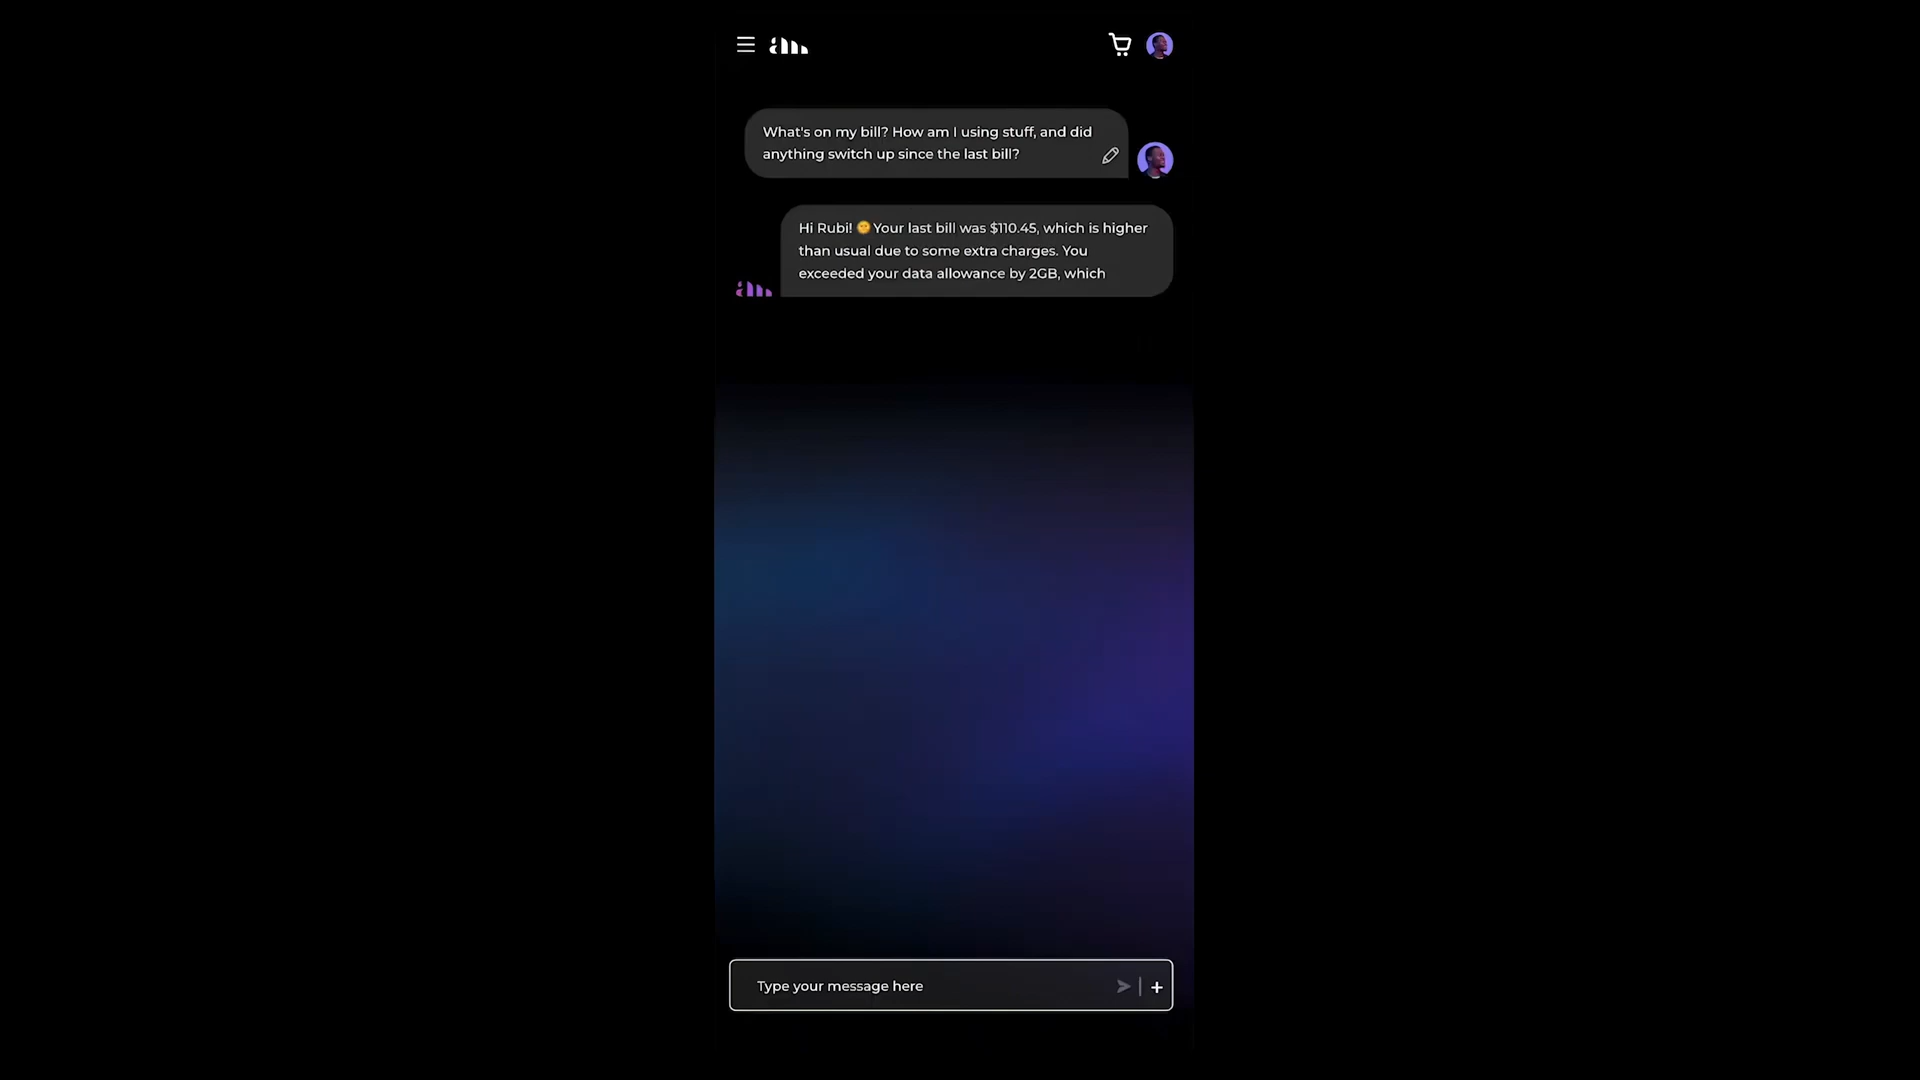 am
What's on my bill? How am I using stuff, and did
anything switch up since the last bill?
Hi Rubi! 🌞Your last bill was $110.45, which is higher
than usual due to some extra charges. You
exceeded your data allowance by 2GB, which
am
Type your message here